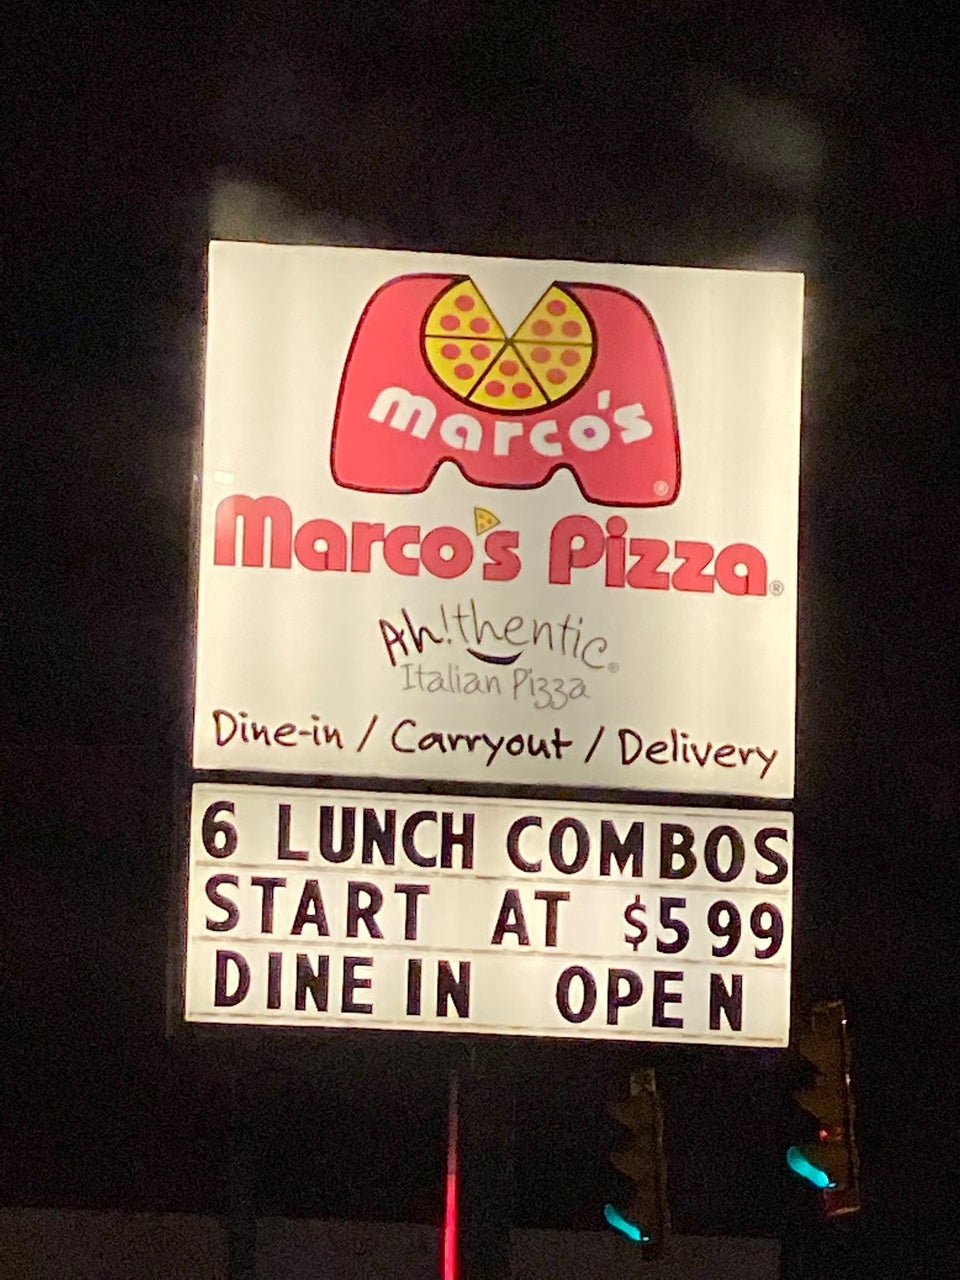 marco's
®
Marco's Pizza®
Ah!thentic®
Italian Pizza
Dine-in / Carryout / Delivery
6 LUNCH COMBOS
START AT $599
DINE IN OPEN